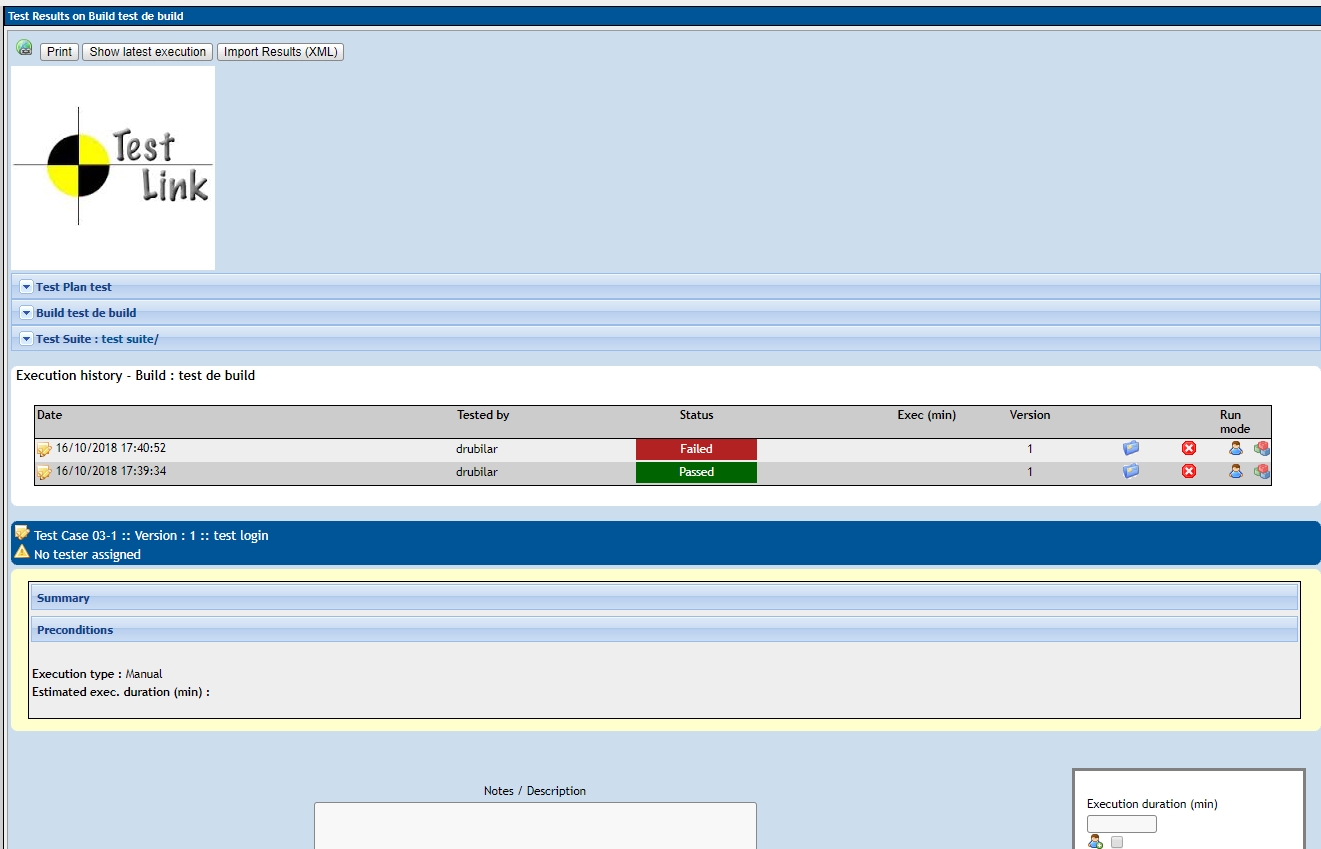 Test Results on Build test de build
Print Show latest execution Import Results (XML)
Test
Link
Test Plan test
Build test de build
Test Suite : test suite/
Execution history - Build : test de build
Date Tested by Status Exec (min) Version Run
mode
16/10/2018 17:40:52 drubilar Failed 1
16/10/2018 17:39:34 drubilar Passed 1
Test Case 03-1 :: Version : 1 :: test login
No tester assigned
Summary
Preconditions
Execution type : Manual
Estimated exec. duration (min) :
Notes / Description
Execution duration (min)